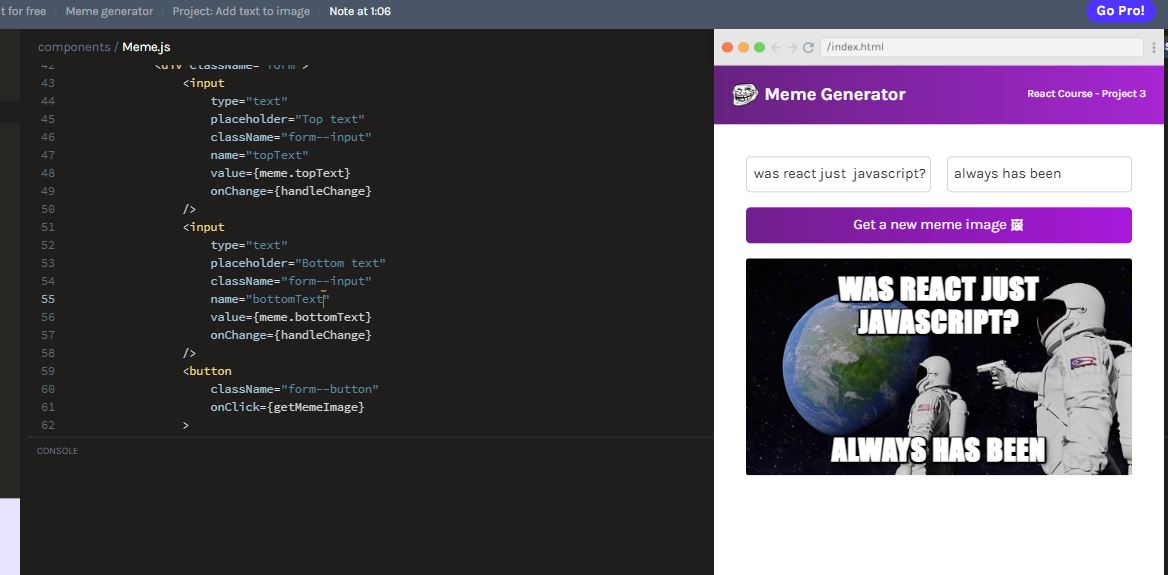 t for free / Meme generator / Project: Add text to image / Note at 1:06
Go Pro!
components / Meme.js
42 <div className="form">
43 <input
44 type="text"
45 placeholder="Top text"
46 className="form--input"
47 name="topText"
48 value={meme.topText}
49 onChange={handleChange}
50 />
51 <input
52 type="text"
53 placeholder="Bottom text"
54 className="form--input"
55 name="bottomText"
56 value={meme.bottomText}
57 onChange={handleChange}
58 />
59 <button
60 className="form--button"
61 onClick={getMemeImage}
62 >
CONSOLE
/index.html
Meme Generator
React Course - Project 3
was react just  javascript?
always has been
Get a new meme image 🖼
WAS REACT JUST
JAVASCRIPT?
ALWAYS HAS BEEN